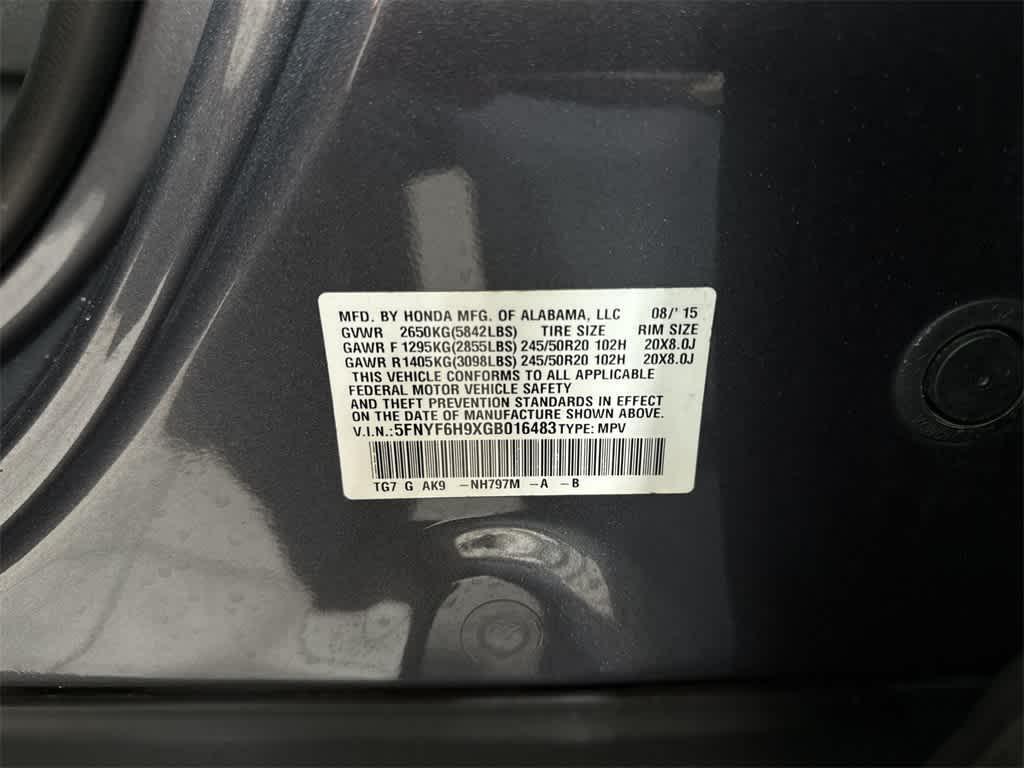 MFD. BY HONDA MFG. OF ALABAMA, LLC 08/'15
GVWR 2650KG(5842LBS) TIRE SIZE RIM SIZE
GAWR F 1295KG(2855LBS) 245/50R20 102H 20X8.0J
GAWR R1405KG(3098LBS) 245/50R20 102H 20X8.0J
THIS VEHICLE CONFORMS TO ALL APPLICABLE
FEDERAL MOTOR VEHICLE SAFETY
AND THEFT PREVENTION STANDARDS IN EFFECT
ON THE DATE OF MANUFACTURE SHOWN ABOVE.
V.I.N.:5FNYF6H9XGB016483 TYPE: MPV
TG7 G AK9 -NH797M -A -B